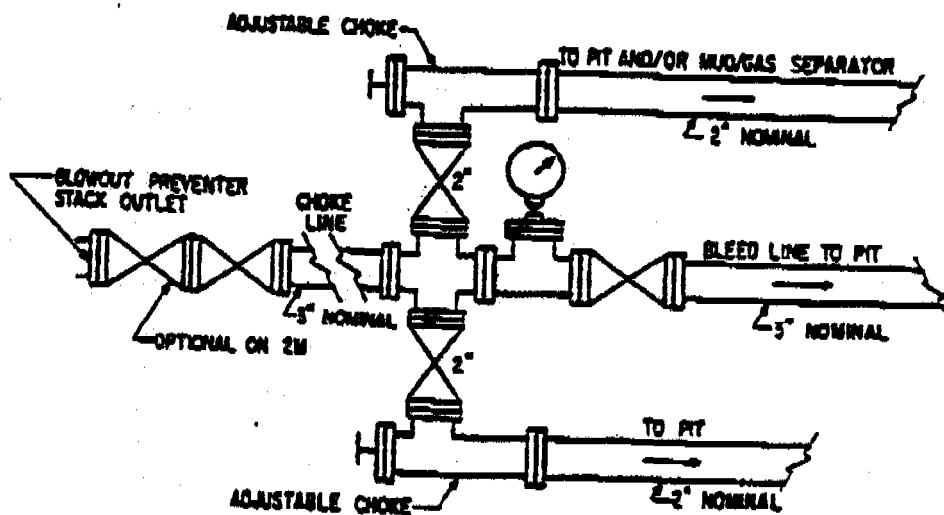 ADJUSTABLE CHOKE
TO PIT AND/OR MUD/GAS SEPARATOR
2" NOMINAL
2"
BLOWOUT PREVENTER
STACK OUTLET
CHOKE
LINE
BLEED LINE TO PIT
3" NOMINAL
3" NOMINAL
OPTIONAL ON 2M
2"
TO PIT
ADJUSTABLE CHOKE
2" NOMINAL